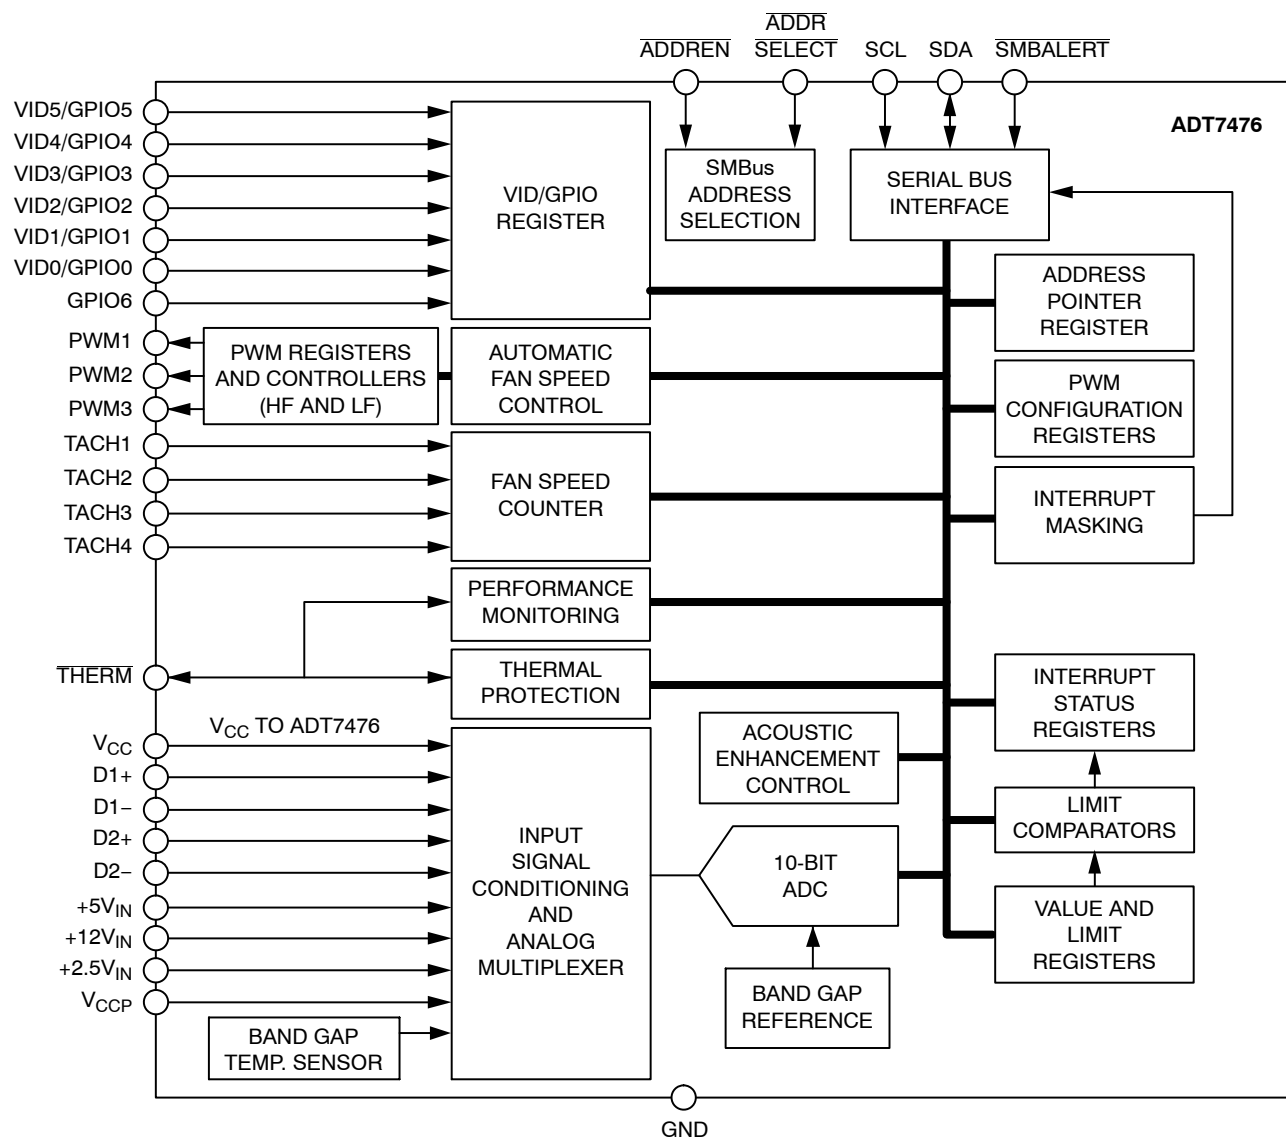 ADDREN
ADDR
SELECT
SCL
SDA
SMBALERT
ADT7476
VID5/GPIO5
VID4/GPIO4
VID3/GPIO3
VID2/GPIO2
VID1/GPIO1
VID0/GPIO0
GPIO6
VID/GPIO
REGISTER
SMBus
ADDRESS
SELECTION
SERIAL BUS
INTERFACE
ADDRESS
POINTER
REGISTER
PWM1
PWM2
PWM3
PWM REGISTERS
AND CONTROLLERS
(HF AND LF)
AUTOMATIC
FAN SPEED
CONTROL
PWM
CONFIGURATION
REGISTERS
TACH1
TACH2
TACH3
TACH4
FAN SPEED
COUNTER
INTERRUPT
MASKING
PERFORMANCE
MONITORING
THERM
THERMAL
PROTECTION
INTERRUPT
STATUS
REGISTERS
VCC TO ADT7476
VCC
D1+
D1−
D2+
D2−
+5VIN
+12VIN
+2.5VIN
VCCP
INPUT
SIGNAL
CONDITIONING
AND
ANALOG
MULTIPLEXER
ACOUSTIC
ENHANCEMENT
CONTROL
LIMIT
COMPARATORS
10-BIT
ADC
VALUE AND
LIMIT
REGISTERS
BAND GAP
REFERENCE
BAND GAP
TEMP. SENSOR
GND